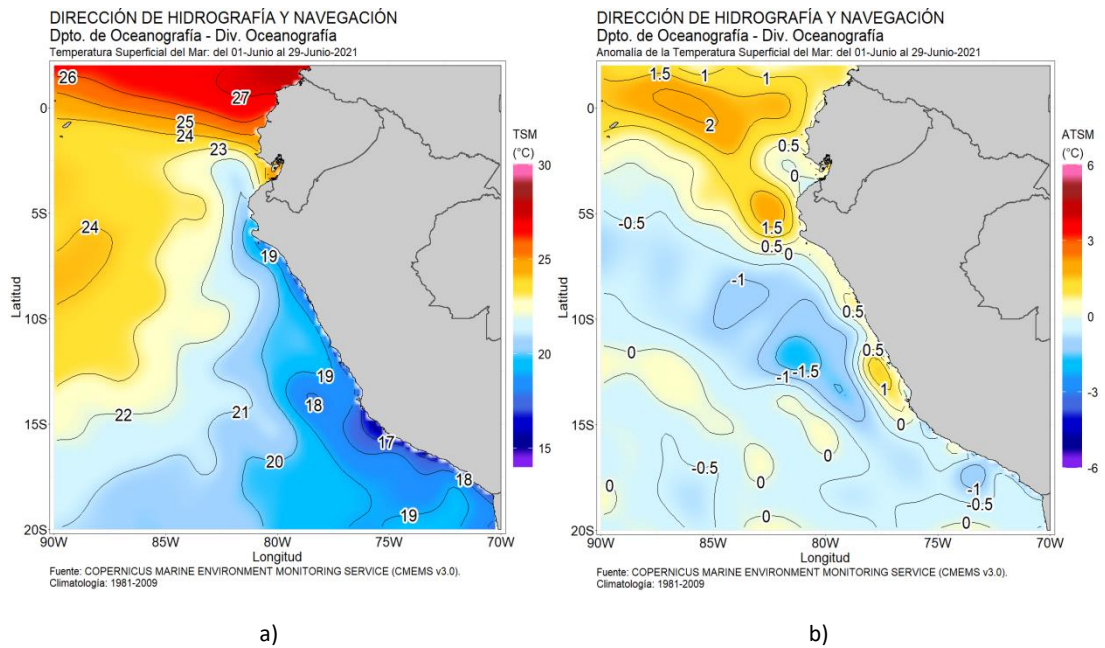 DIRECCIÓN DE HIDROGRAFÍA Y NAVEGACIÓN
Dpto. de Oceanografía - Div. Oceanografía
Temperatura Superficial del Mar: del 01-Junio al 29-Junio-2021
26
27
25
24
23
24
19
22
21
20
19
18
17
18
19
0
5S
10S
15S
20S
Latitud
90W 85W 80W 75W 70W
Longitud
TSM
(°C)
30
25
20
15
Fuente: COPERNICUS MARINE ENVIRONMENT MONITORING SERVICE (CMEMS v3.0).
Climatología: 1981-2009
a)
DIRECCIÓN DE HIDROGRAFÍA Y NAVEGACIÓN
Dpto. de Oceanografía - Div. Oceanografía
Anomalía de la Temperatura Superficial del Mar: del 01-Junio al 29-Junio-2021
1.5 1 1
2
0.5
0
-0.5
1.5
0.5
0
-1
0.5
0
0.5
-1 -1.5
1
0
0
-0.5
0
-1
0
-0.5
0
0
0
5S
10S
15S
20S
Latitud
90W 85W 80W 75W 70W
Longitud
ATSM
(°C)
6
3
0
-3
-6
Fuente: COPERNICUS MARINE ENVIRONMENT MONITORING SERVICE (CMEMS v3.0).
Climatología: 1981-2009
b)